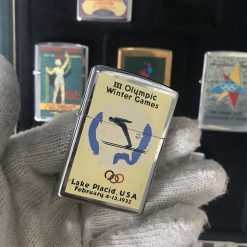 III Olympic
Winter Games
Lake Placid, USA
February 4-13, 1932